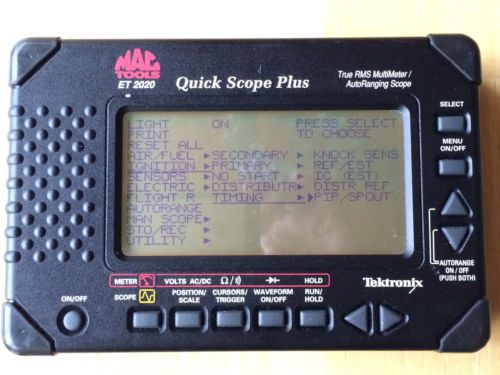 MAC
TOOLS
ET 2020
Quick Scope Plus
True RMS MultiMeter /
AutoRanging Scope
LIGHT ON PRESS SELECT
PRINT TO CHOOSE
RESET ALL
AIR/FUEL SECONDARY KNOCK SENS
IGNITION PRIMARY REF/EST
SENSORS NO START IC (EST)
ELECTRIC DISTRIBUTR DISTR REF
FLIGHT R TIMING PIP/SPOUT
AUTORANGE
MAN SCOPE
STO/REC
UTILITY
SELECT
MENU
ON/OFF
AUTORANGE
ON / OFF
(PUSH BOTH)
METER VOLTS AC/DC Ω HOLD
SCOPE POSITION/ SCALE CURSORS/ TRIGGER WAVEFORM ON/OFF RUN/ HOLD
ON/OFF
Tektronix